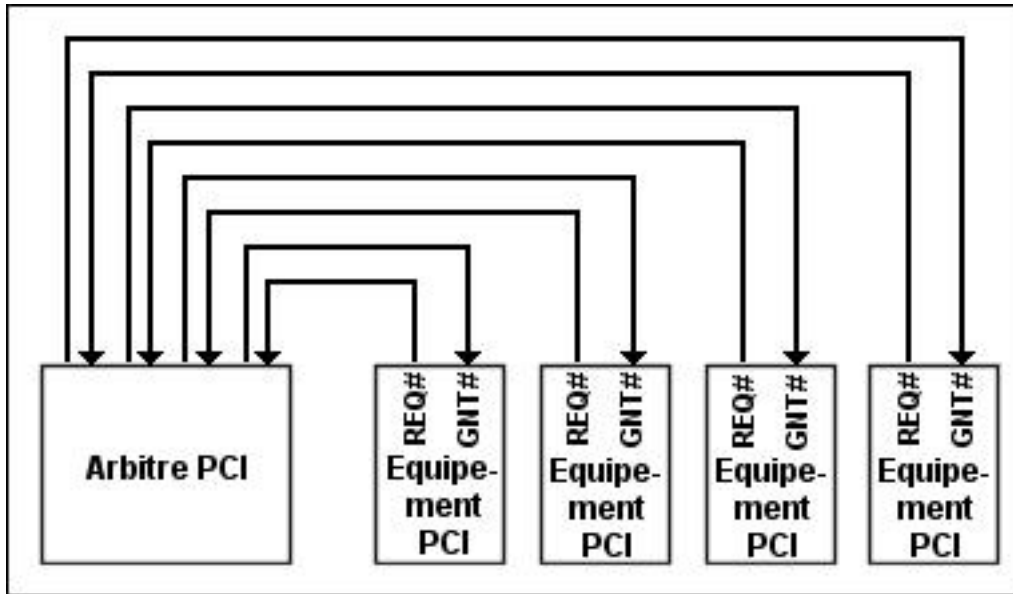 Arbitre PCI
REQ#
GNT#
Equipe-
ment
PCI
REQ#
GNT#
Equipe-
ment
PCI
REQ#
GNT#
Equipe-
ment
PCI
REQ#
GNT#
Equipe-
ment
PCI